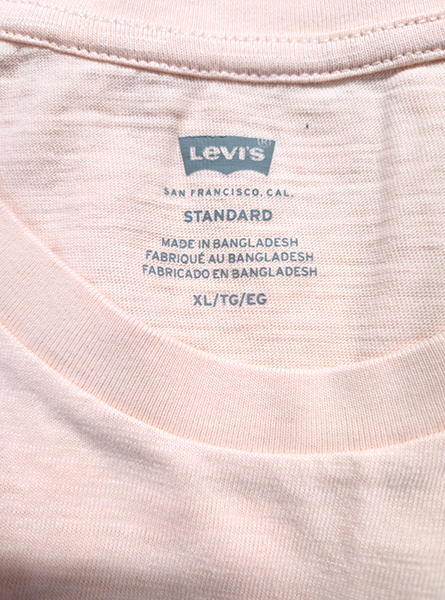 Levi's
SAN FRANCISCO, CAL.
STANDARD
MADE IN BANGLADESH
FABRIQUÉ AU BANGLADESH
FABRICADO EN BANGLADESH
XL/TG/EG